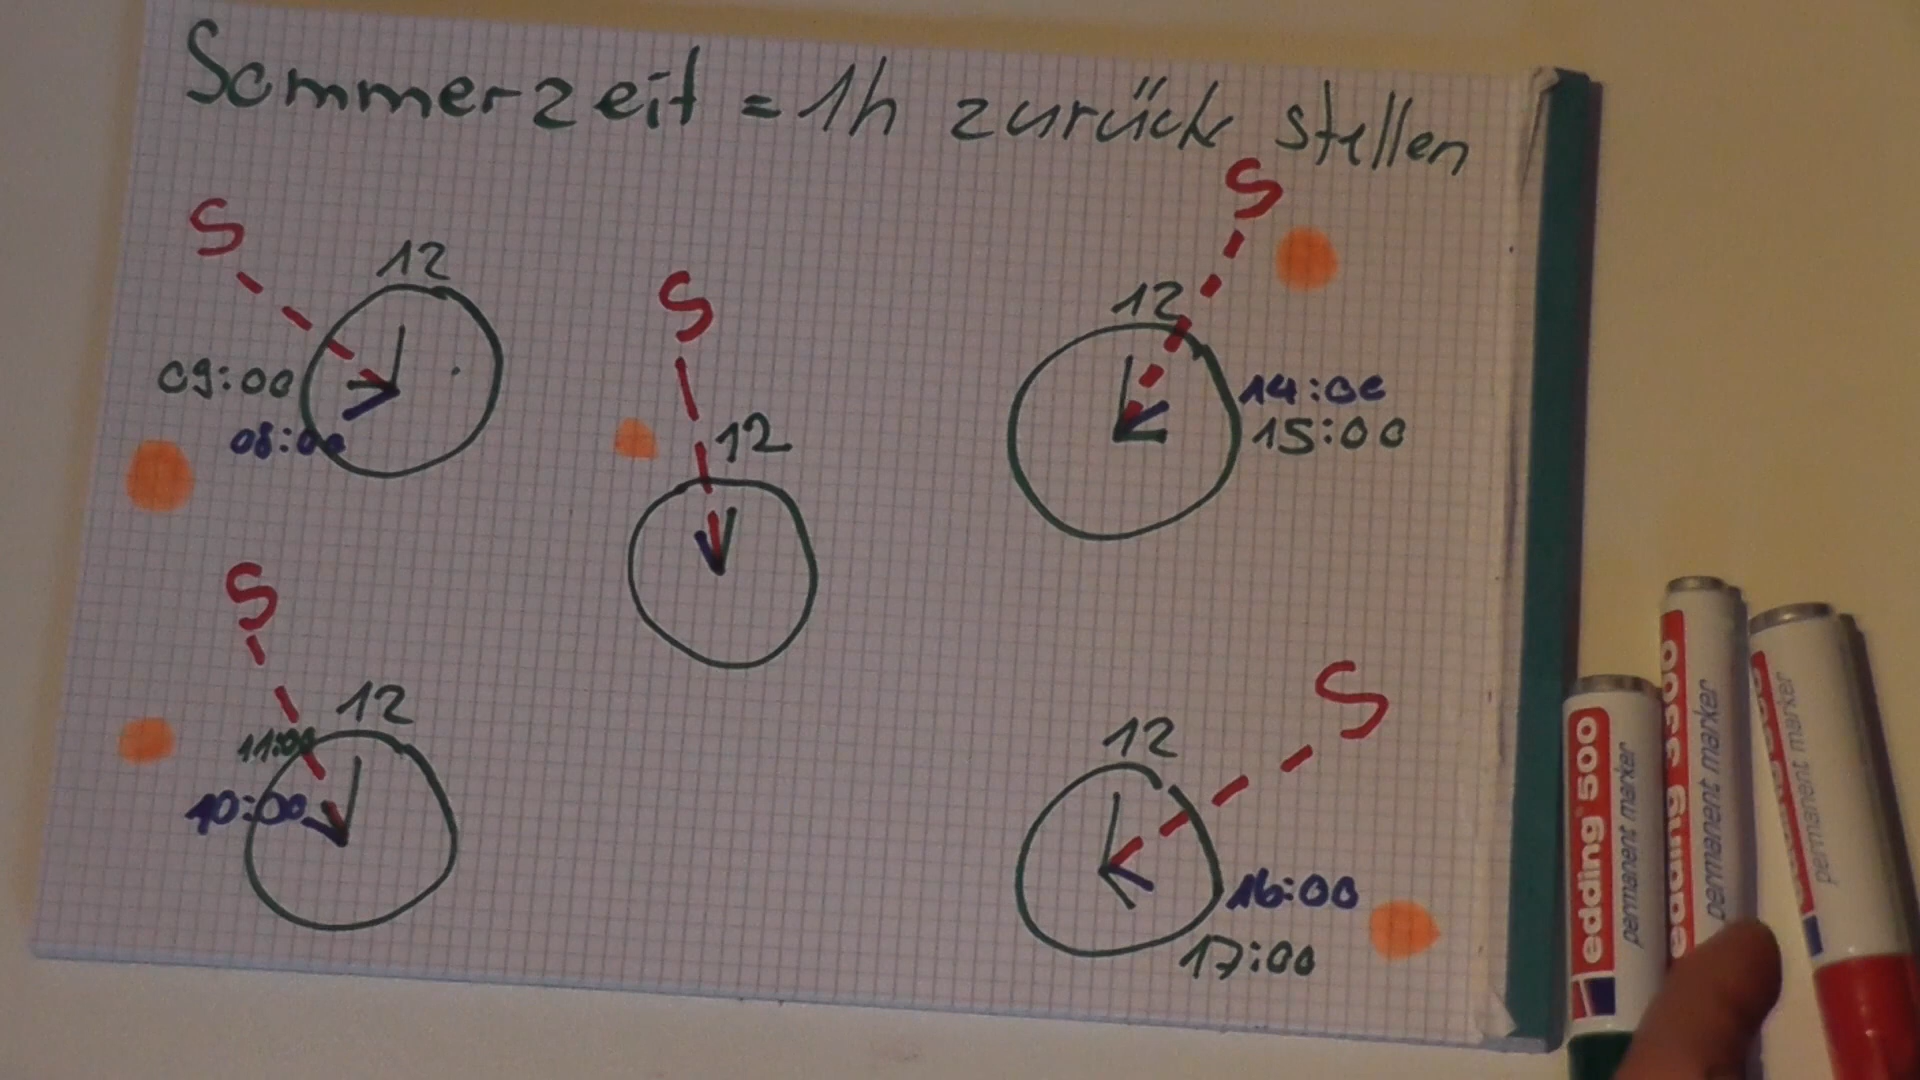 Sommerzeit = 1h zurück stellen
S
12
09:00
08:00
S
12
S
12
14:00
15:00
S
12
11:00
10:00
S
12
16:00
17:00
edding 500
permanent marker
edding 3300
permanent marker
permanent marker